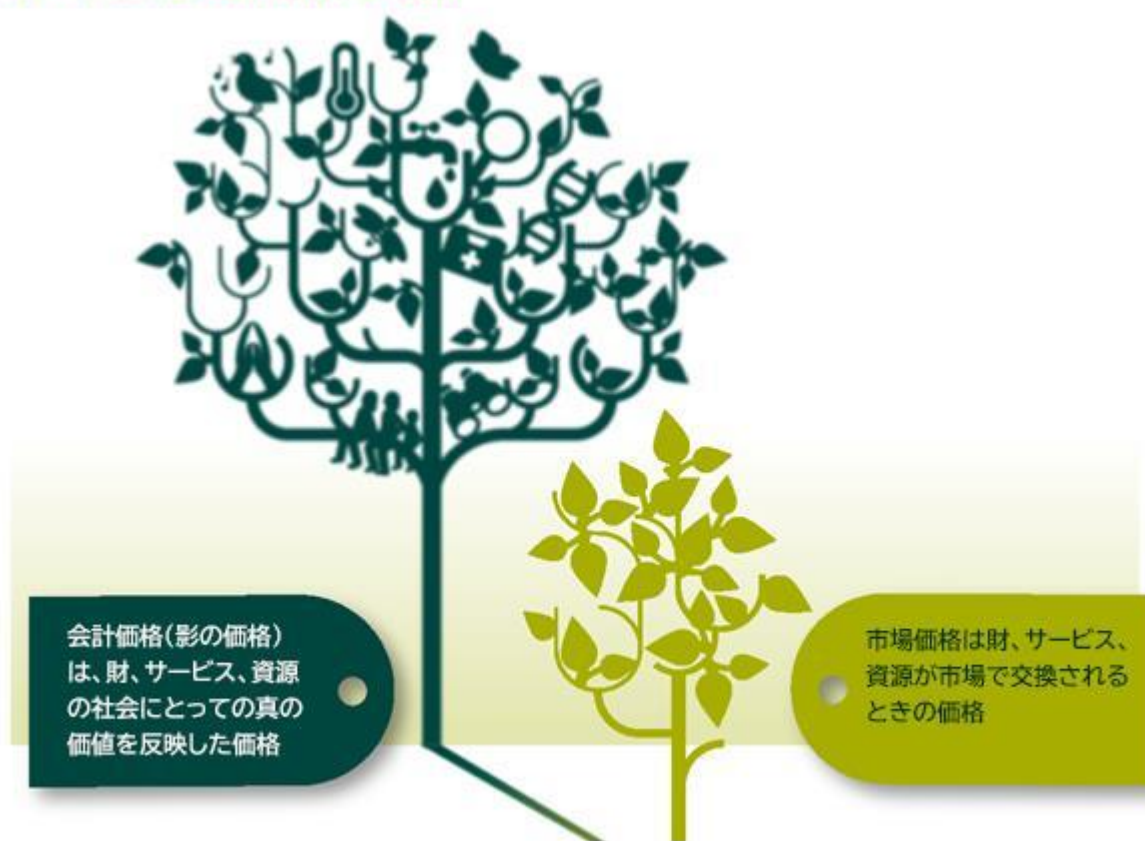 会計価格(影の価格)
は、財、サービス、資源
の社会にとっての真の
価値を反映した価格
市場価格は財、サービス、
資源が市場で交換される
ときの価格